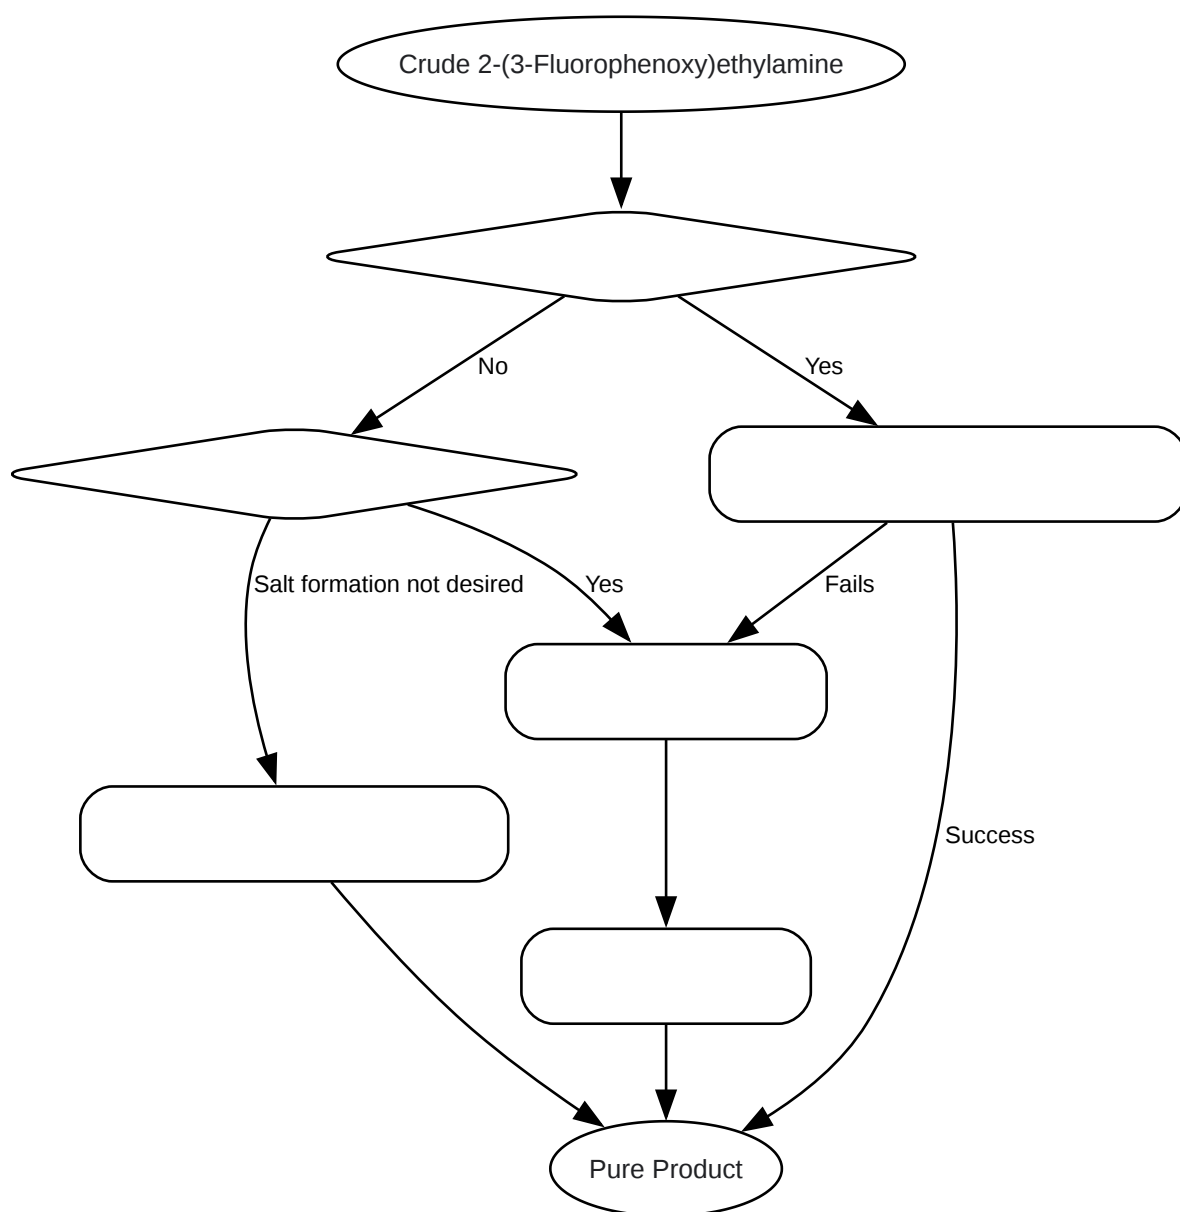 Crude 2-(3-Fluorophenoxy)ethylamine
No
Yes
Salt formation not desired
Yes
Fails
Success
Pure Product